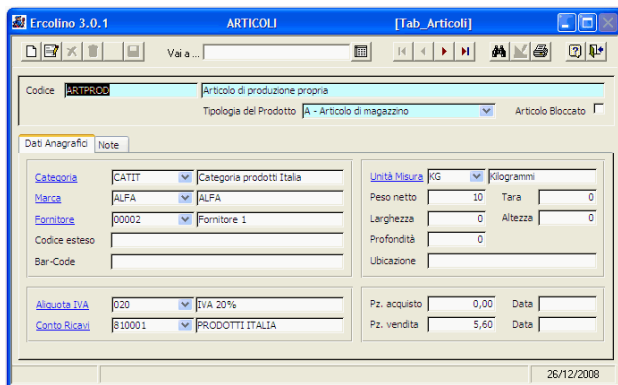 Ercolino 3.0.1 ARTICOLI [Tab_Articoli]
Vai a ...
Codice ARTPROD Articolo di produzione propria
Tipologia del Prodotto A - Articolo di magazzino Articolo Bloccato
Dati Anagrafici Note
Categoria CATIT Categoria prodotti Italia
Marca ALFA ALFA
Fornitore 00002 Fornitore 1
Codice esteso
Bar-Code
Unità Misura KG Kilogrammi
Peso netto 10 Tara 0
Larghezza 0 Altezza 0
Profondità 0
Ubicazione
Aliquota IVA 020 IVA 20%
Conto Ricavi 810001 PRODOTTI ITALIA
Pz. acquisto 0,00 Data
Pz. vendita 5,60 Data
26/12/2008